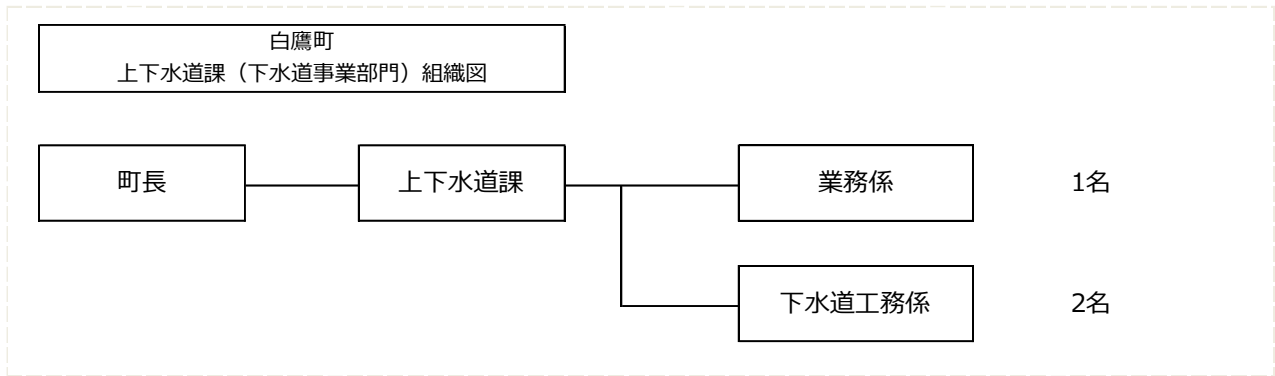 白鷹町
上下水道課（下水道事業部門）組織図
町長
上下水道課
業務係
1名
下水道工務係
2名